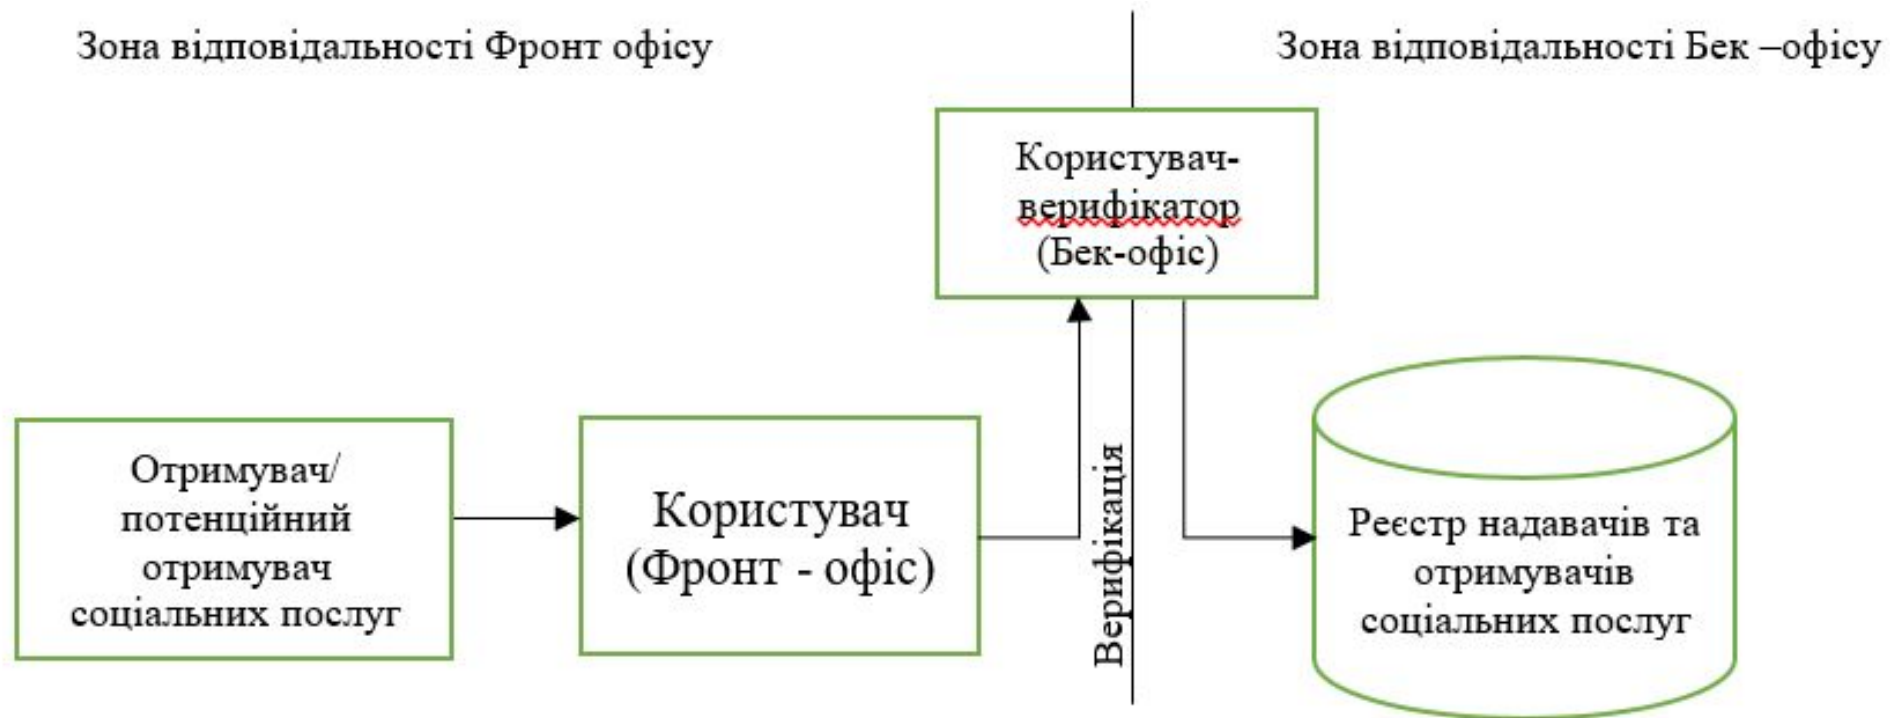 Зона відповідальності Фронт офісу
Зона відповідальності Бек –офісу
Користувач-
верифікатор
(Бек-офіс)
Отримувач/
потенційний
отримувач
соціальних послуг
Користувач
(Фронт - офіс)
Верифікація
Реєстр надавачів та
отримувачів
соціальних послуг